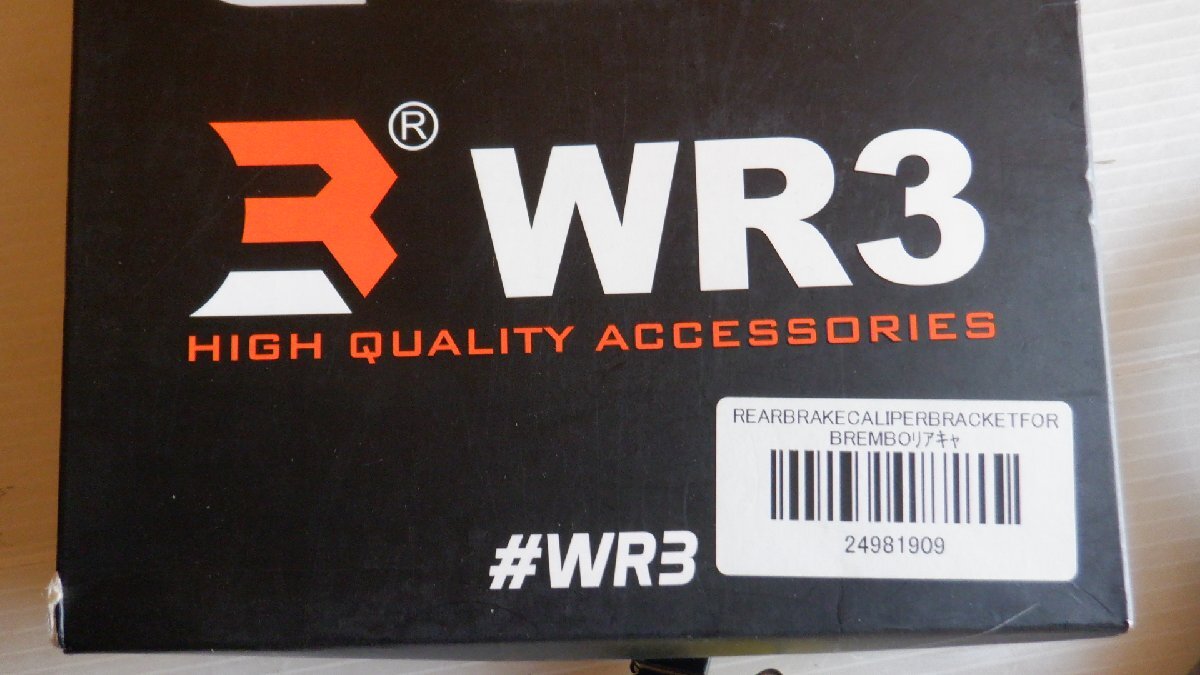 ® WR3
HIGH QUALITY ACCESSORIES
REARBRAKECALIPERBRACKETFOR
BREMBOリアキャ
24981909
#WR3